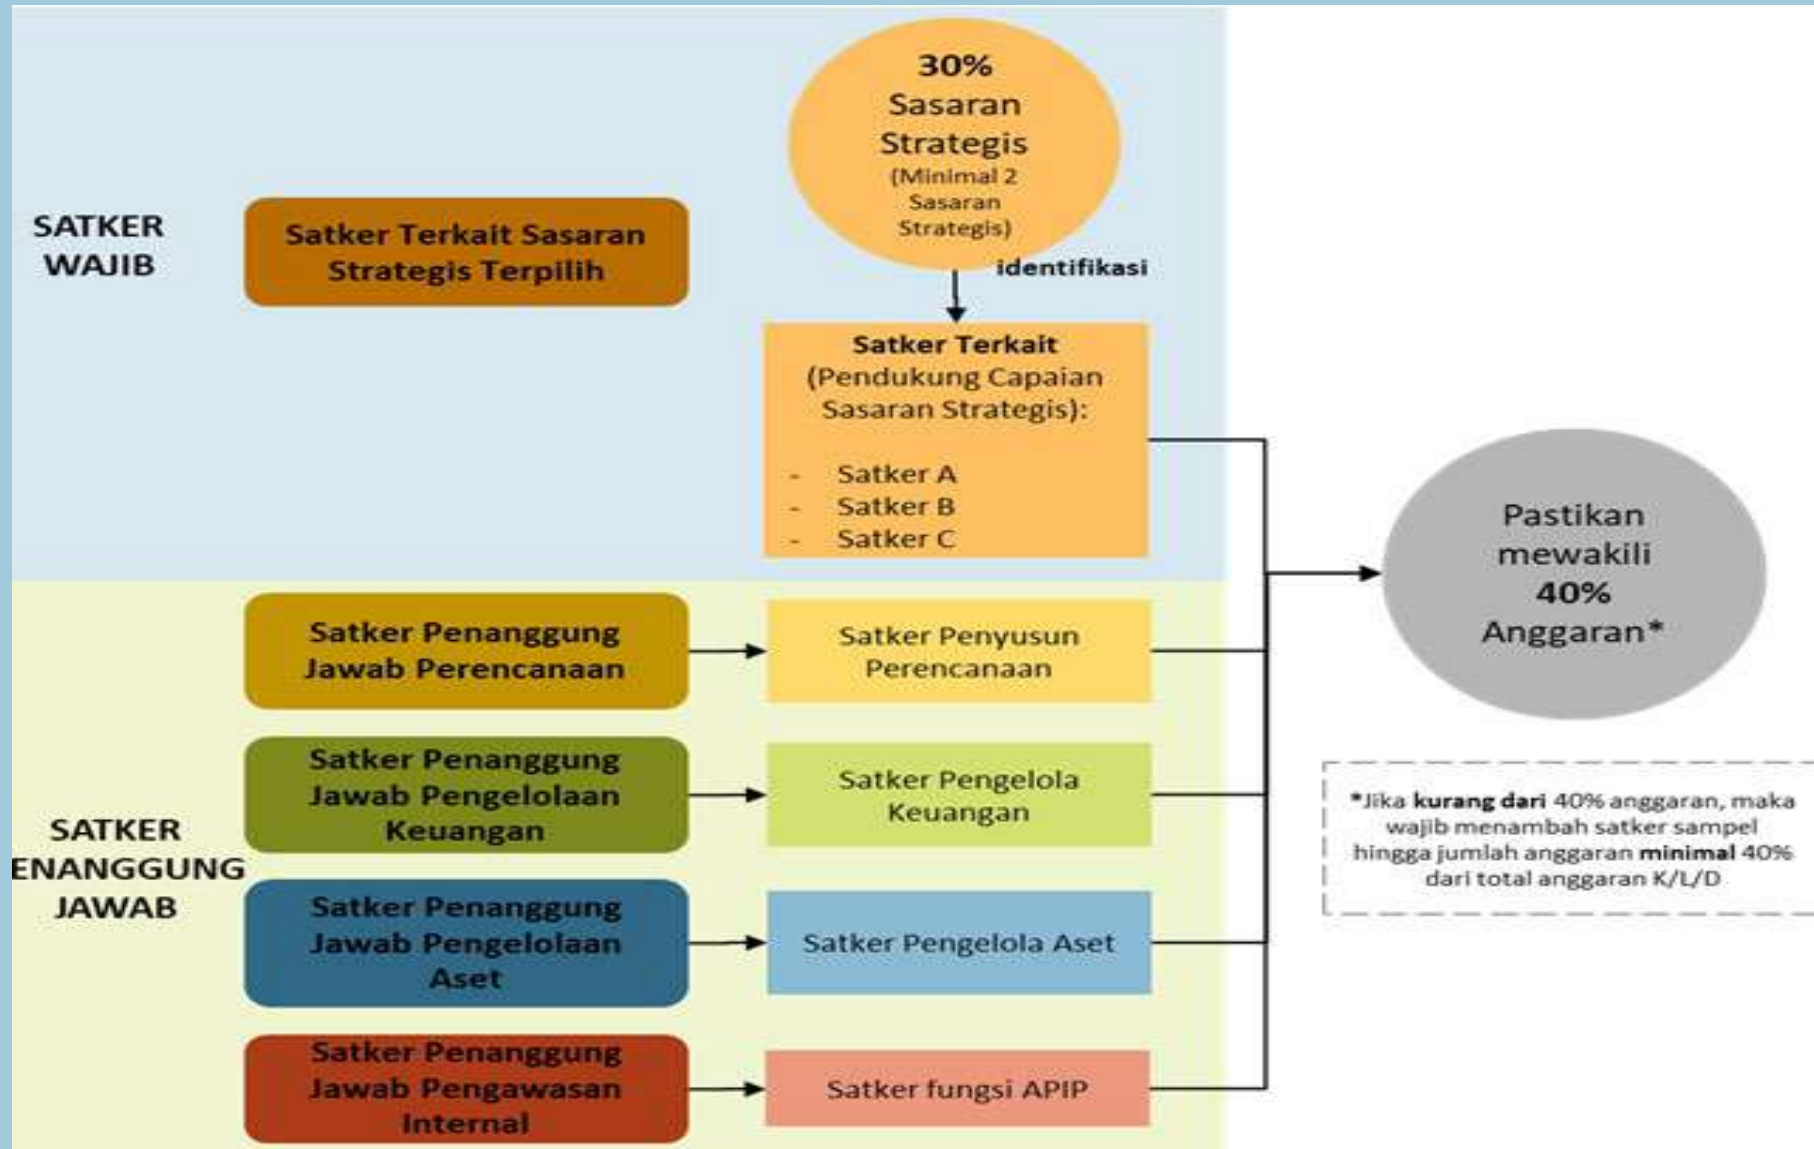 SATKER
WAJIB
Satker Terkait Sasaran
Strategis Terpilih
30%
Sasaran
Strategis
(Minimal 2
Sasaran
Strategis)
identifikasi
Satker Terkait
(Pendukung Capaian
Sasaran Strategis):
- Satker A
- Satker B
- Satker C
SATKER
ENANGGUNG
JAWAB
Satker Penanggung
Jawab Perencanaan
Satker Penyusun
Perencanaan
Satker Penanggung
Jawab Pengelolaan
Keuangan
Satker Pengelola
Keuangan
Satker Penanggung
Jawab Pengelolaan
Aset
Satker Pengelola Aset
Satker Penanggung
Jawab Pengawasan
Internal
Satker fungsi APIP
Pastikan
mewakili
40%
Anggaran*
*Jika kurang dari 40% anggaran, maka
wajib menambah satker sampel
hingga jumlah anggaran minimal 40%
dari total anggaran K/L/D